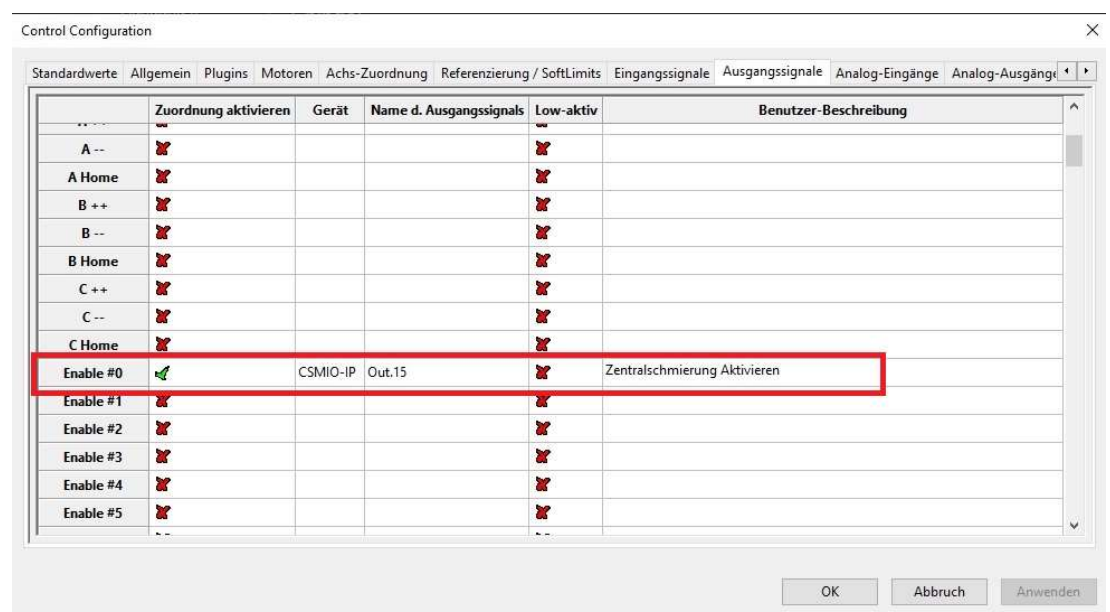 Control Configuration
Standardwerte Allgemein Plugins Motoren Achs-Zuordnung Referenzierung / SoftLimits Eingangssignale Ausgangssignale Analog-Eingänge Analog-Ausgänge
Zuordnung aktivieren Gerät Name d. Ausgangssignals Low-aktiv Benutzer-Beschreibung
A --
A Home
B ++
B --
B Home
C ++
C --
C Home
Enable #0 CSMIO-IP Out.15 Zentralschmierung Aktivieren
Enable #1
Enable #2
Enable #3
Enable #4
Enable #5
OK Abbruch Anwenden